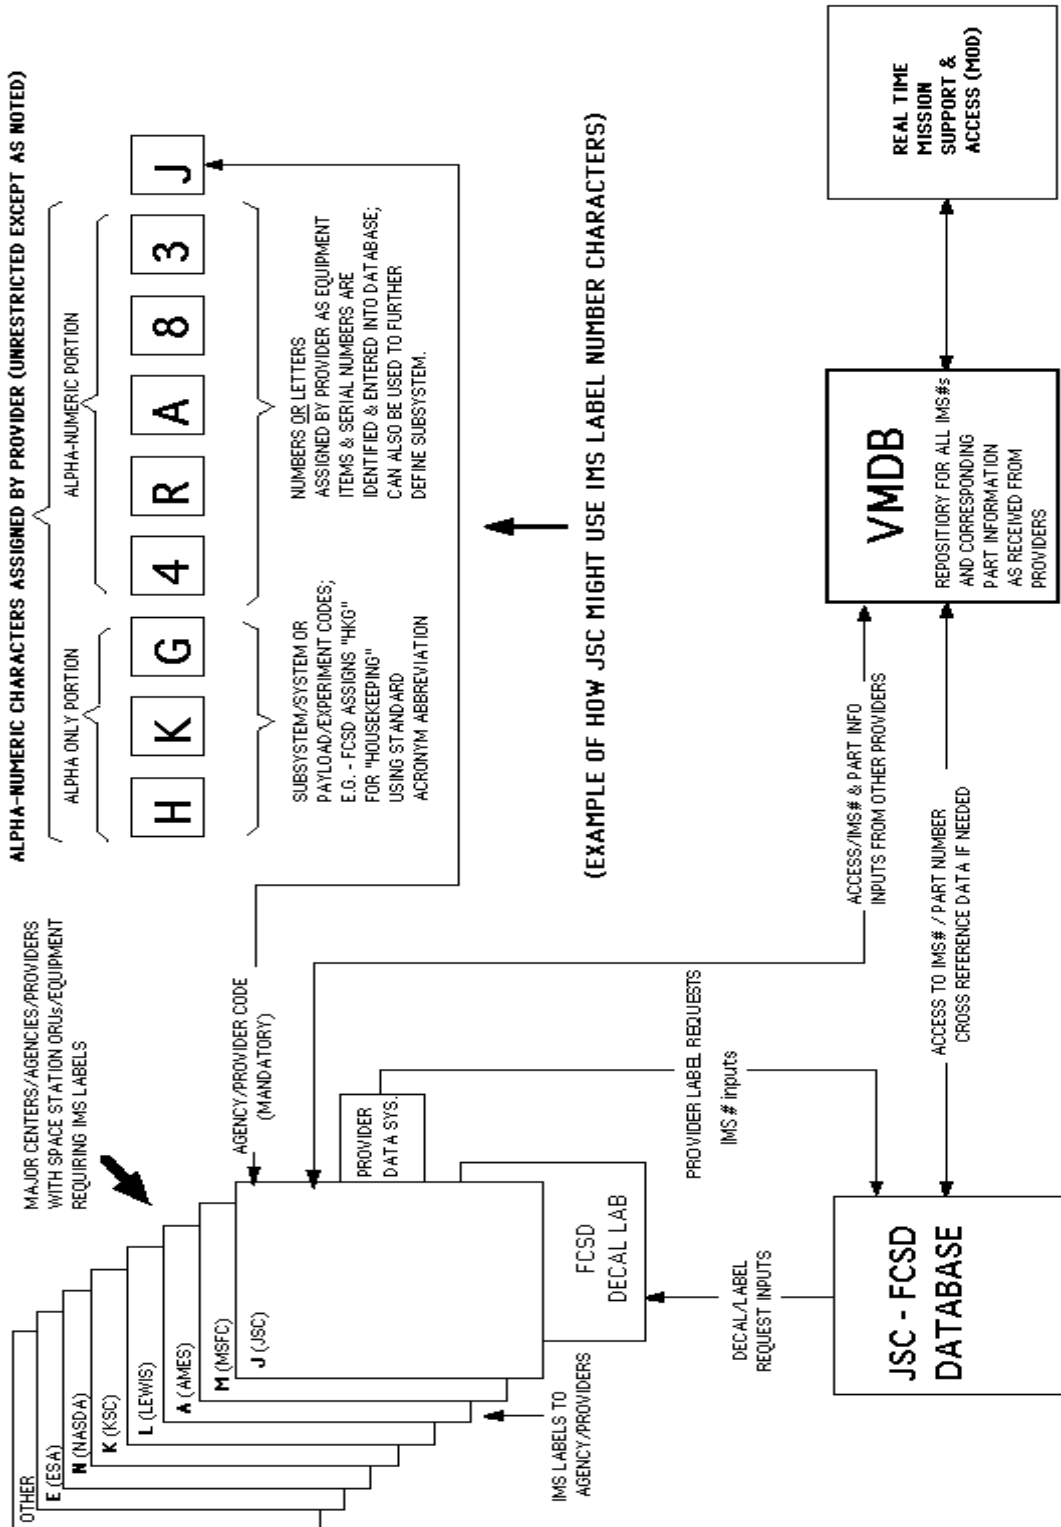 ALPHA-NUMERIC CHARACTERS ASSIGNED BY PROVIDER (UNRESTRICTED EXCEPT AS NOTED)
ALPHA ONLY PORTION
ALPHA-NUMERIC PORTION
H K G 4 R A 8 3 J
SUBSYSTEM/SYSTEM OR
PAYLOAD/EXPERIMENT CODES;
E.G. - FCSD ASSIGNS "HKG"
FOR "HOUSEKEEPING"
USING STANDARD
ACRONYM ABBREVIATION
NUMBERS OR LETTERS
ASSIGNED BY PROVIDER AS EQUIPMENT
ITEMS & SERIAL NUMBERS ARE
IDENTIFIED & ENTERED INTO DATABASE;
CAN ALSO BE USED TO FURTHER
DEFINE SUBSYSTEM.
(EXAMPLE OF HOW JSC MIGHT USE IMS LABEL NUMBER CHARACTERS)
MAJOR CENTERS/AGENCIES/PROVIDERS
WITH SPACE STATION ORUs/EQUIPMENT
REQUIRING IMS LABELS
OTHER
E (ESA)
N (NASDA)
K (KSC)
L (LEWIS)
A (AMES)
M (MSFC)
J (JSC)
AGENCY/PROVIDER CODE
(MANDATORY)
PROVIDER
DATA SYS.
FCSD
DECAL LAB
IMS LABELS TO
AGENCY/PROVIDERS
PROVIDER LABEL REQUESTS
IMS # inputs
DECAL/LABEL
REQUEST INPUTS
JSC - FCSD
DATABASE
ACCESS/IMS# & PART INFO
INPUTS FROM OTHER PROVIDERS
ACCESS TO IMS# / PART NUMBER
CROSS REFERENCE DATA IF NEEDED
VMDB
REPOSITIORY FOR ALL IMS#s
AND CORRESPONDING
PART INFORMATION
AS RECEIVED FROM
PROVIDERS
REAL TIME
MISSION
SUPPORT &
ACCESS (MOD)